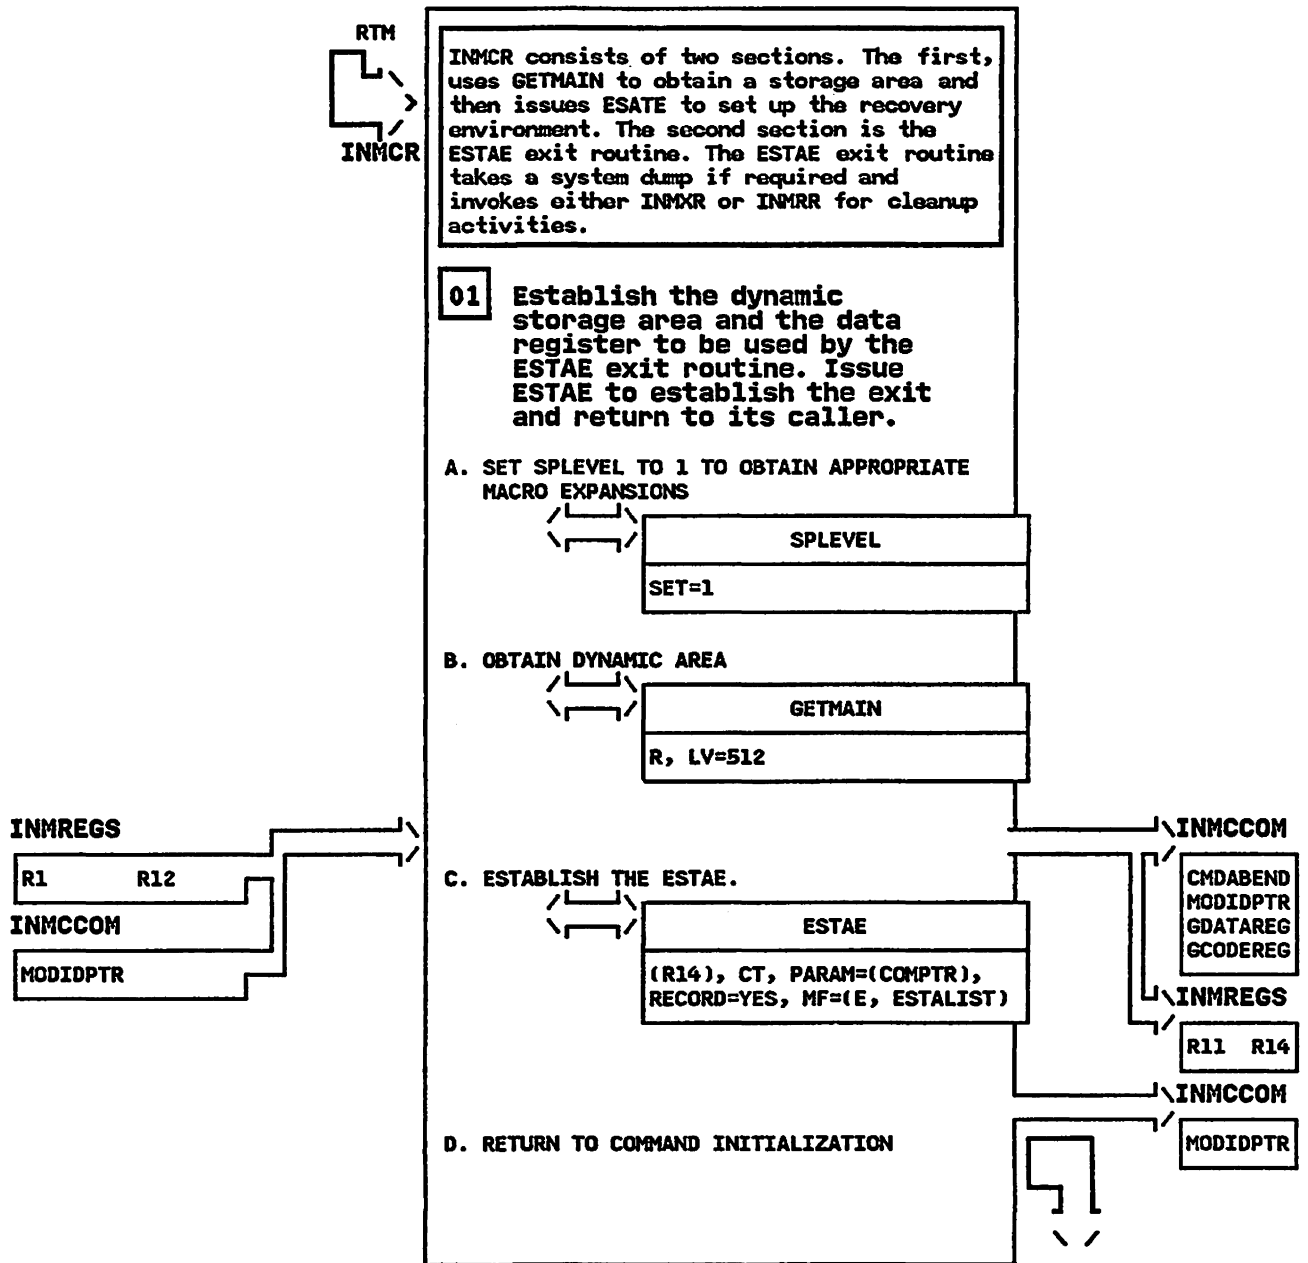 RTM
INMCR
INMCR consists of two sections. The first,
uses GETMAIN to obtain a storage area and
then issues ESATE to set up the recovery
environment. The second section is the
ESTAE exit routine. The ESTAE exit routine
takes a system dump if required and
invokes either INMXR or INMRR for cleanup
activities.
01 Establish the dynamic
storage area and the data
register to be used by the
ESTAE exit routine. Issue
ESTAE to establish the exit
and return to its caller.
A. SET SPLEVEL TO 1 TO OBTAIN APPROPRIATE
MACRO EXPANSIONS
SPLEVEL
SET=1
B. OBTAIN DYNAMIC AREA
GETMAIN
R, LV=512
INMREGS
R1 R12
INMCCOM
MODIDPTR
C. ESTABLISH THE ESTAE.
ESTAE
(R14), CT, PARAM=(COMPTR),
RECORD=YES, MF=(E, ESTALIST)
INMCCOM
CMDABEND
MODIDPTR
GDATAREG
GCODEREG
INMREGS
R11 R14
INMCCOM
MODIDPTR
D. RETURN TO COMMAND INITIALIZATION